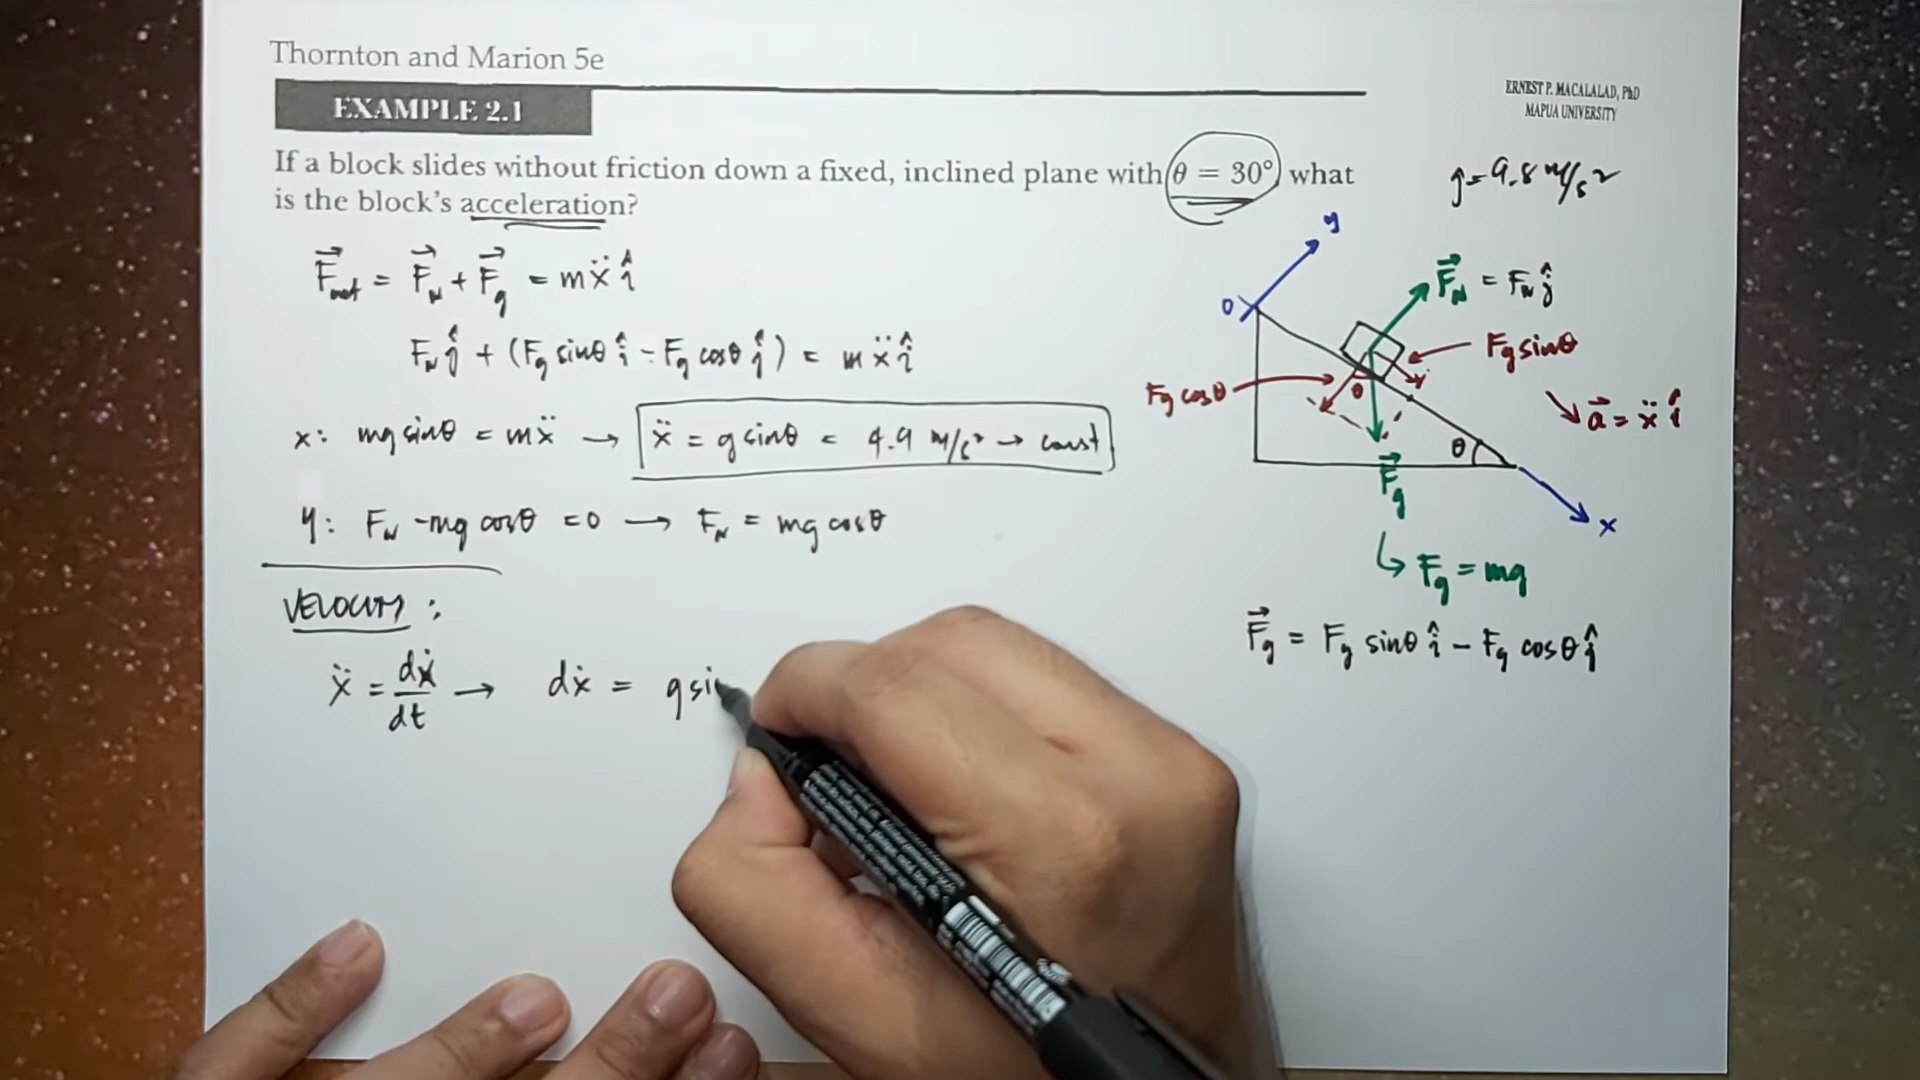 Thornton and Marion 5e
ERNEST P. MACALALAD, PhD
MAPUA UNIVERSITY
EXAMPLE 2.1
If a block slides without friction down a fixed, inclined plane with θ = 30°, what
is the block's acceleration?
g = 9.8 m/s²
F⃗net = F⃗N + F⃗g = mẍ î
FN ĵ + (Fg sinθ î - Fg cosθ ĵ) = mẍ î
x: mg sinθ = mẍ → ẍ = g sinθ = 4.9 m/s² → const
y: FN - mg cosθ = 0 → FN = mg cosθ
VELOCITY:
ẍ = dẋ/dt → dẋ = g sin
y
O
F⃗N = FN ĵ
Fg sinθ
Fg cosθ
θ
a⃗ = ẍ î
θ
F⃗g
x
Fg = mg
F⃗g = Fg sinθ î - Fg cosθ ĵ